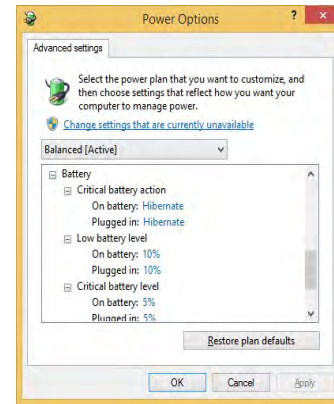 Power Options
?
×
Advanced settings
Select the power plan that you want to customize, and
then choose settings that reflect how you want your
computer to manage power.
Change settings that are currently unavailable
Balanced [Active]
Battery
Critical battery action
On battery: Hibernate
Plugged in: Hibernate
Low battery level
On battery: 10%
Plugged in: 10%
Critical battery level
On battery: 5%
Plugged in: 5%
Restore plan defaults
OK Cancel Apply